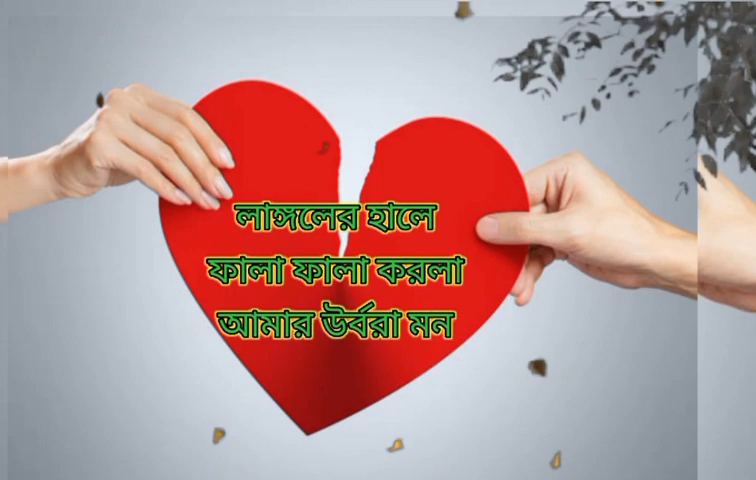 লাঙ্গলের হালে
ফালা ফালা করলা
আমার উর্বরা মন